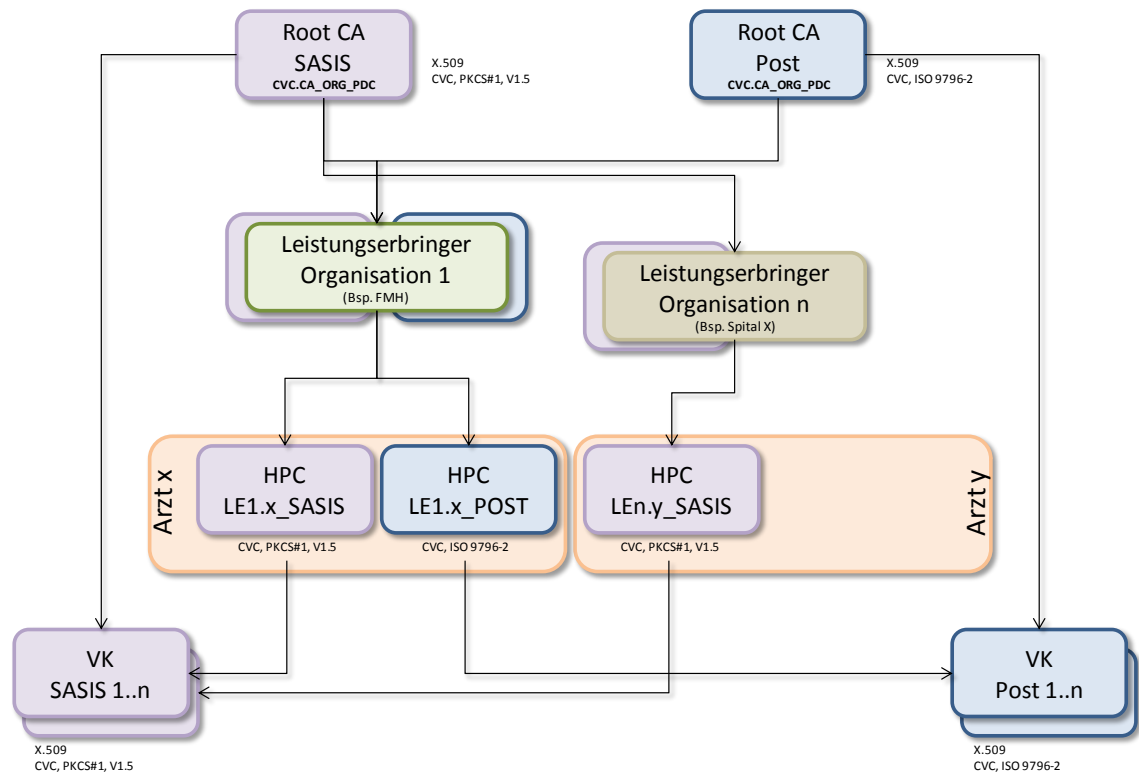 Root CA
SASIS
CVC.CA_ORG_PDC
X.509
CVC, PKCS#1, V1.5
Root CA
Post
CVC.CA_ORG_PDC
X.509
CVC, ISO 9796-2
Leistungserbringer
Organisation 1
(Bsp. FMH)
Leistungserbringer
Organisation n
(Bsp. Spital X)
Arzt x
HPC
LE1.x_SASIS
CVC, PKCS#1, V1.5
HPC
LE1.x_POST
CVC, ISO 9796-2
HPC
LEn.y_SASIS
CVC, PKCS#1, V1.5
Arzt y
VK
SASIS 1..n
X.509
CVC, PKCS#1, V1.5
VK
Post 1..n
X.509
CVC, ISO 9796-2